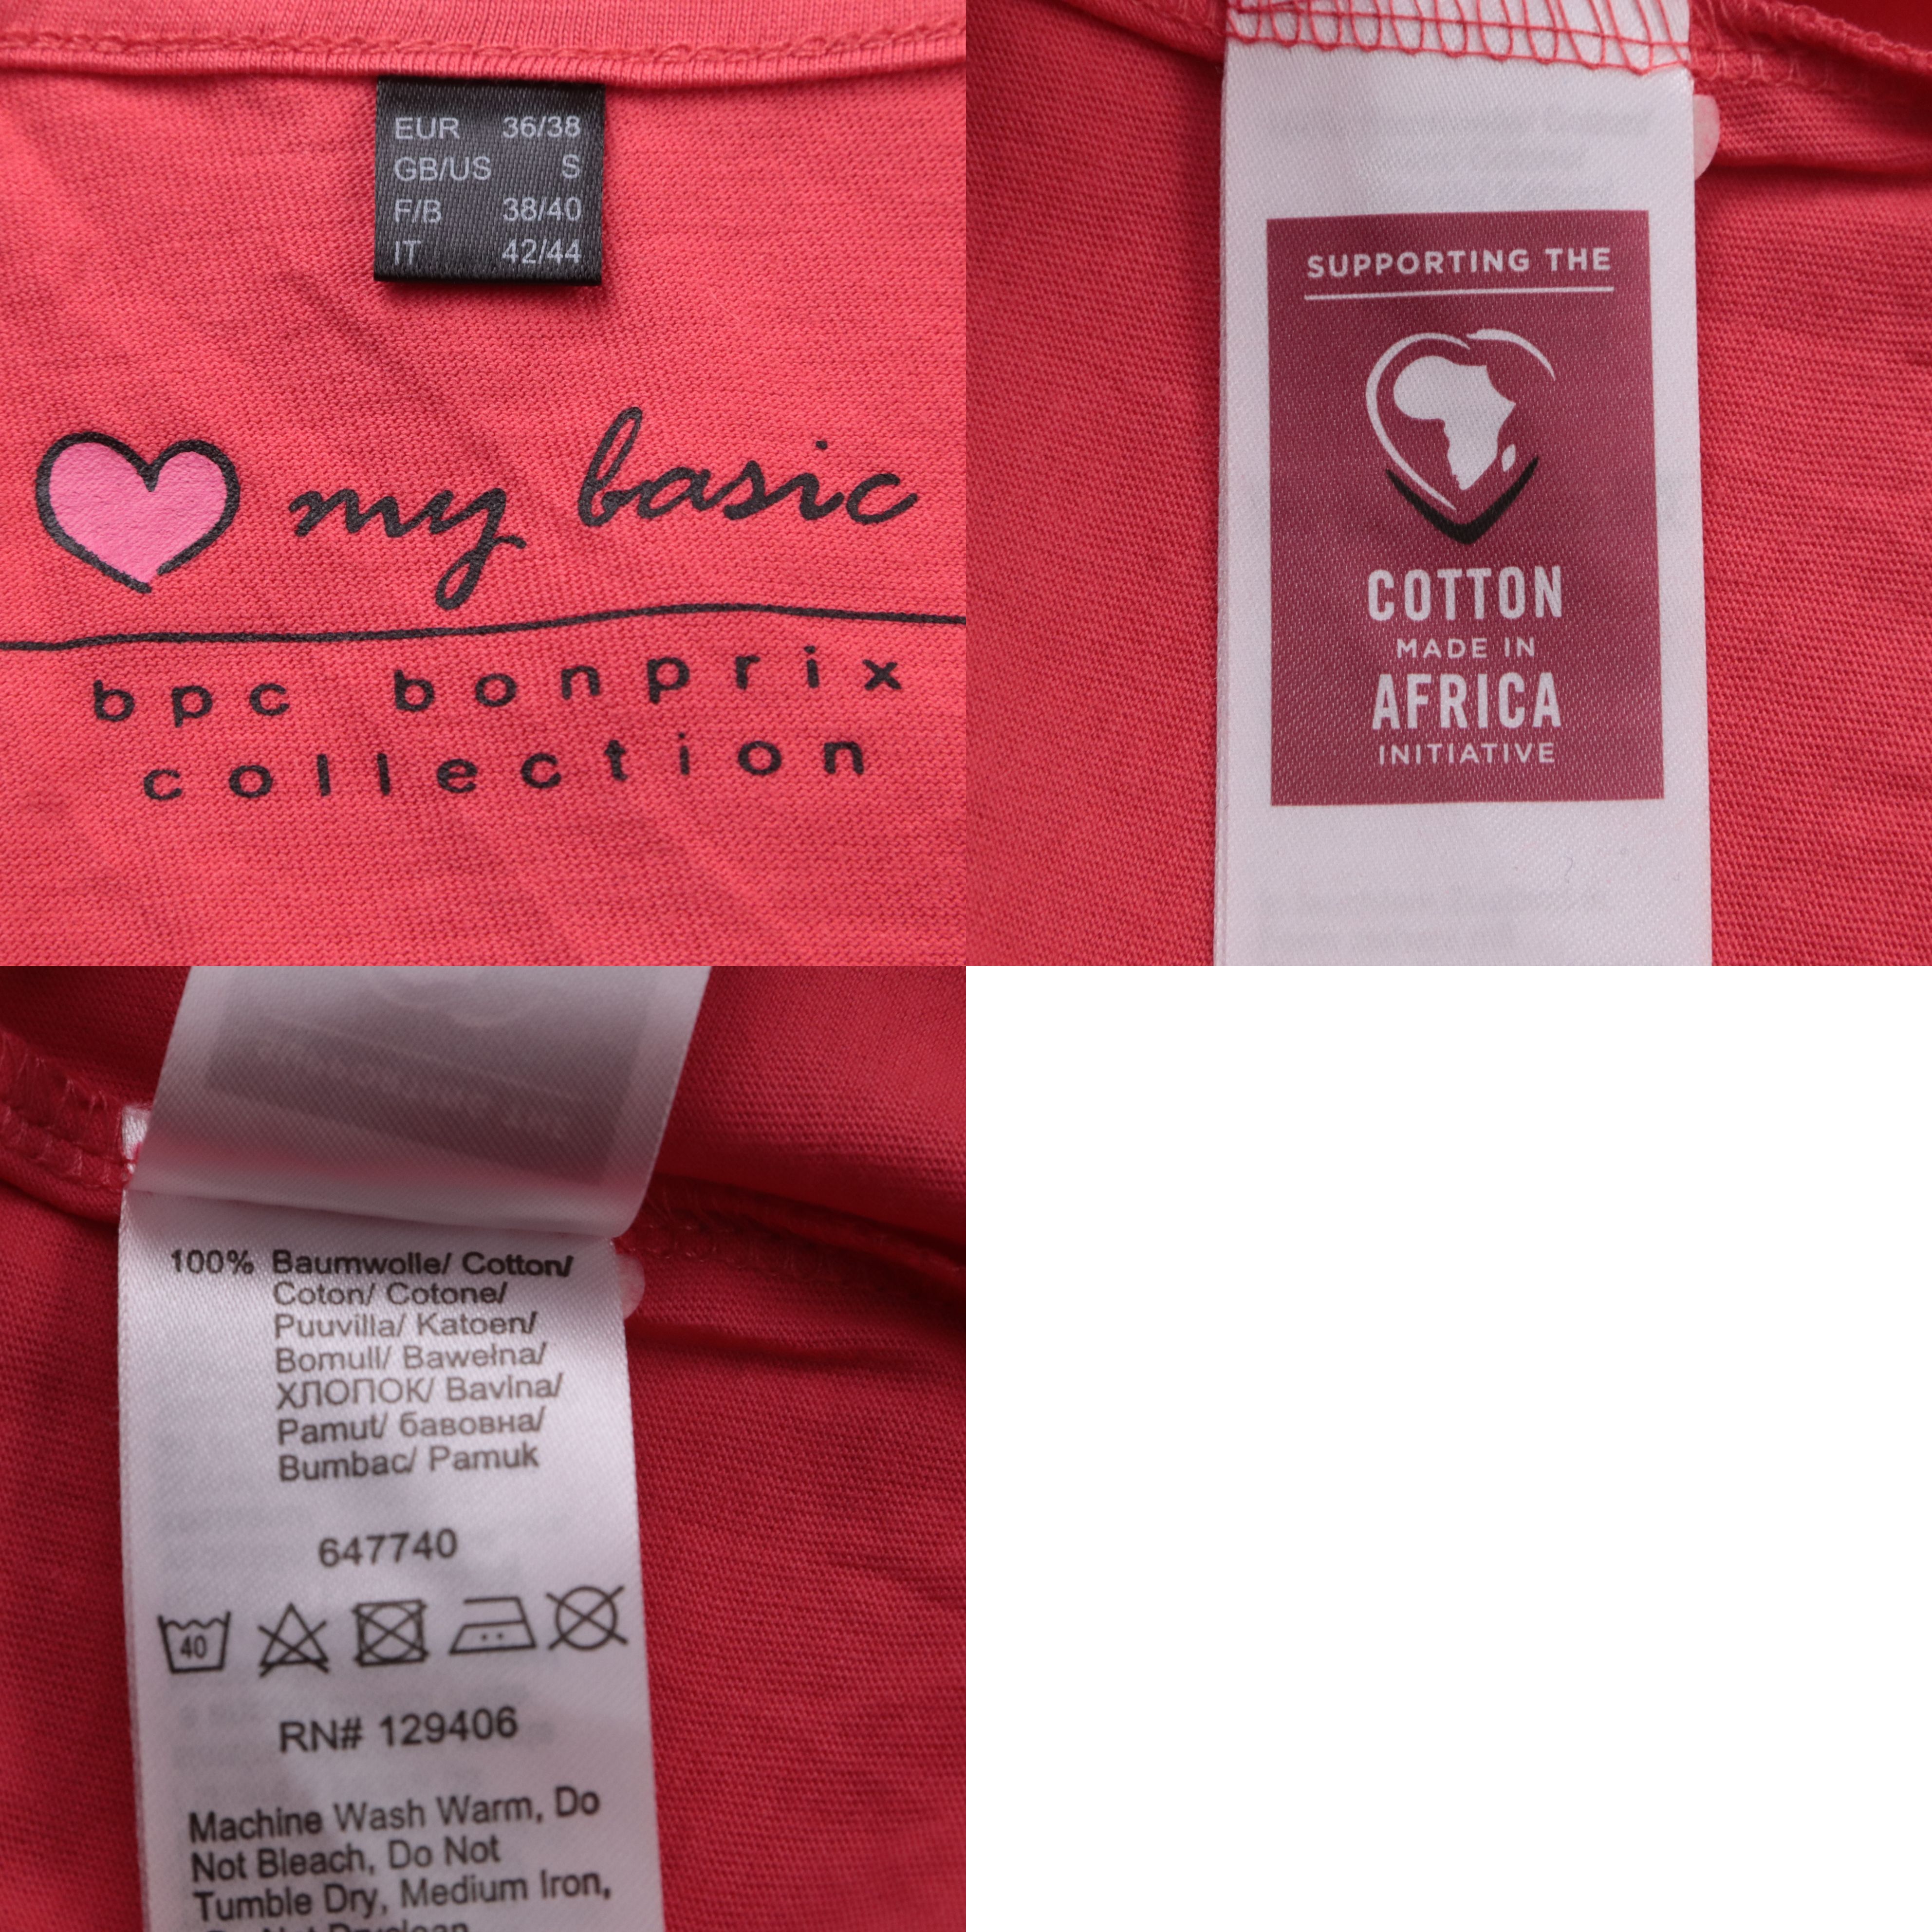 EUR 36/38
GB/US S
F/B 38/40
IT 42/44
my basic
bpc bonprix
collection
SUPPORTING THE
COTTON
MADE IN
AFRICA
INITIATIVE
100% Baumwolle/ Cotton/
Coton/ Cotone/
Puuvilla/ Katoen/
Bomull/ Bawełna/
ХЛОПОК/ Bavlna/
Pamut/ бавовна/
Bumbac/ Pamuk
647740
40
RN# 129406
Machine Wash Warm, Do
Not Bleach, Do Not
Tumble Dry, Medium Iron,